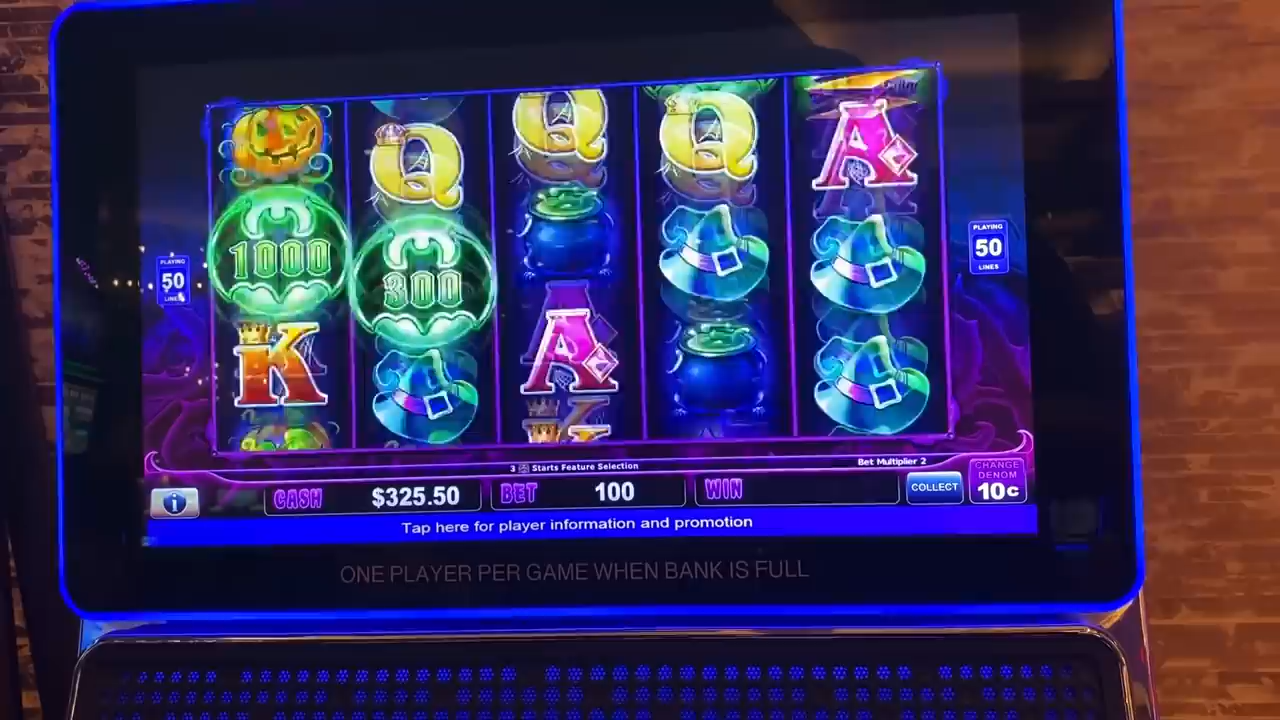 Q
Q
Q
A
1000
300
PLAYING
50
LINES
PLAYING
50
LINES
K
A
K
3 Starts Feature Selection
Bet Multiplier 2
CASH $325.50
BET 100
WIN
COLLECT
CHANGE
DENOM
10¢
Tap here for player information and promotion
ONE PLAYER PER GAME WHEN BANK IS FULL